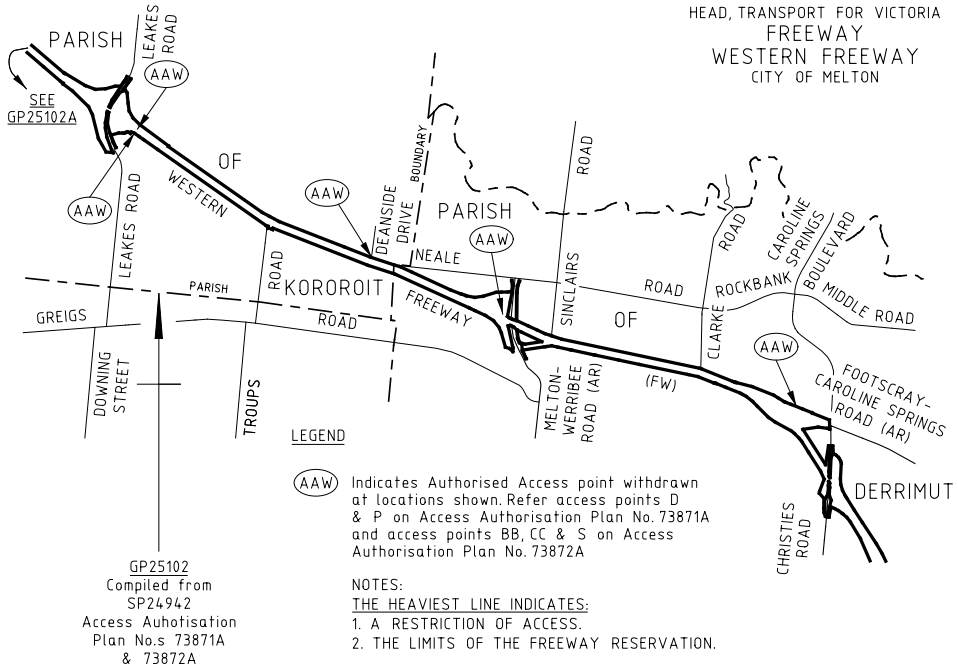 HEAD, TRANSPORT FOR VICTORIA
FREEWAY
WESTERN FREEWAY
CITY OF MELTON
PARISH
LEAKES
ROAD
AAW
SEE
GP25102A
OF
WESTERN
AAW
LEAKES ROAD
AAW
DEANSIDE
DRIVE
BOUNDARY
PARISH
AAW
ROAD
SINCLAIRS
NEALE
ROAD
ROAD
CLARKE
ROCKBANK
MIDDLE ROAD
CAROLINE
SPRINGS
BOULEVARD
PARISH
KOROROIT
ROAD
TROUPS
FREEWAY
OF
GREIGS
ROAD
DOWNING
STREET
MELTON-
WERRIBEE
ROAD (AR)
(FW)
AAW
FOOTSCRAY-
CAROLINE SPRINGS
ROAD (AR)
DERRIMUT
CHRISTIES
ROAD
LEGEND
AAW Indicates Authorised Access point withdrawn
at locations shown. Refer access points D
& P on Access Authorisation Plan No. 73871A
and access points BB, CC & S on Access
Authorisation Plan No. 73872A
NOTES:
THE HEAVIEST LINE INDICATES:
1. A RESTRICTION OF ACCESS.
2. THE LIMITS OF THE FREEWAY RESERVATION.
GP25102
Compiled from
SP24942
Access Auhotisation
Plan No.s 73871A
& 73872A